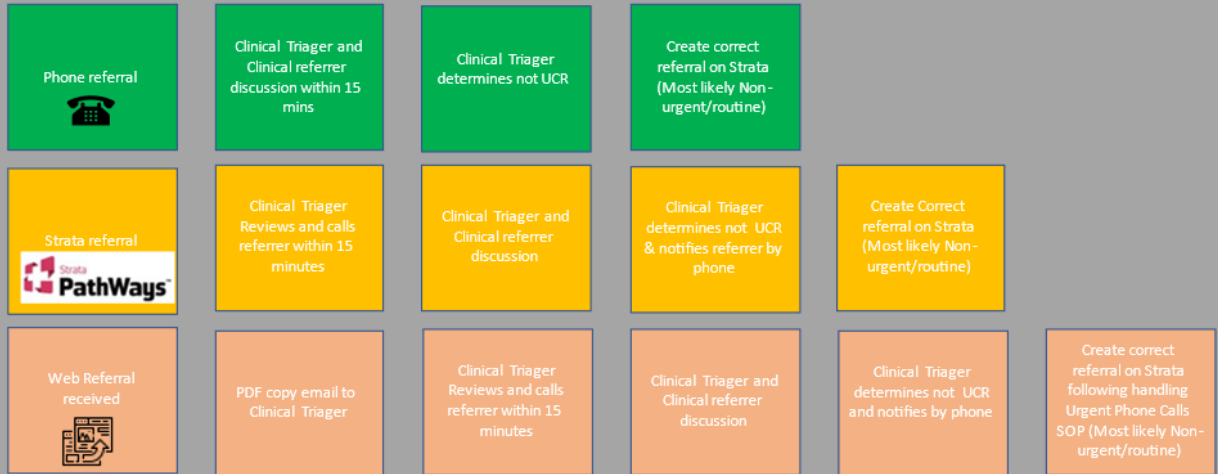 Phone referral
Clinical Triager and
Clinical referrer
discussion within 15
mins
Clinical Triager
determines not UCR
Create correct
referral on Strata
(Most likely Non-
urgent/routine)
Strata referral
Strata
PathWays™
Clinical Triager
Reviews and calls
referrer within 15
minutes
Clinical Triager and
Clinical referrer
discussion
Clinical Triager
determines not UCR
& notifies referrer by
phone
Create Correct
referral on Strata
(Most likely Non-
urgent/routine)
Web Referral
received
PDF copy email to
Clinical Triager
Clinical Triager
Reviews and calls
referrer within 15
minutes
Clinical Triager and
Clinical referrer
discussion
Clinical Triager
determines not UCR
and notifies by phone
Create correct
referral on Strata
following handling
Urgent Phone Calls
SOP (Most likely Non-
urgent/routine)